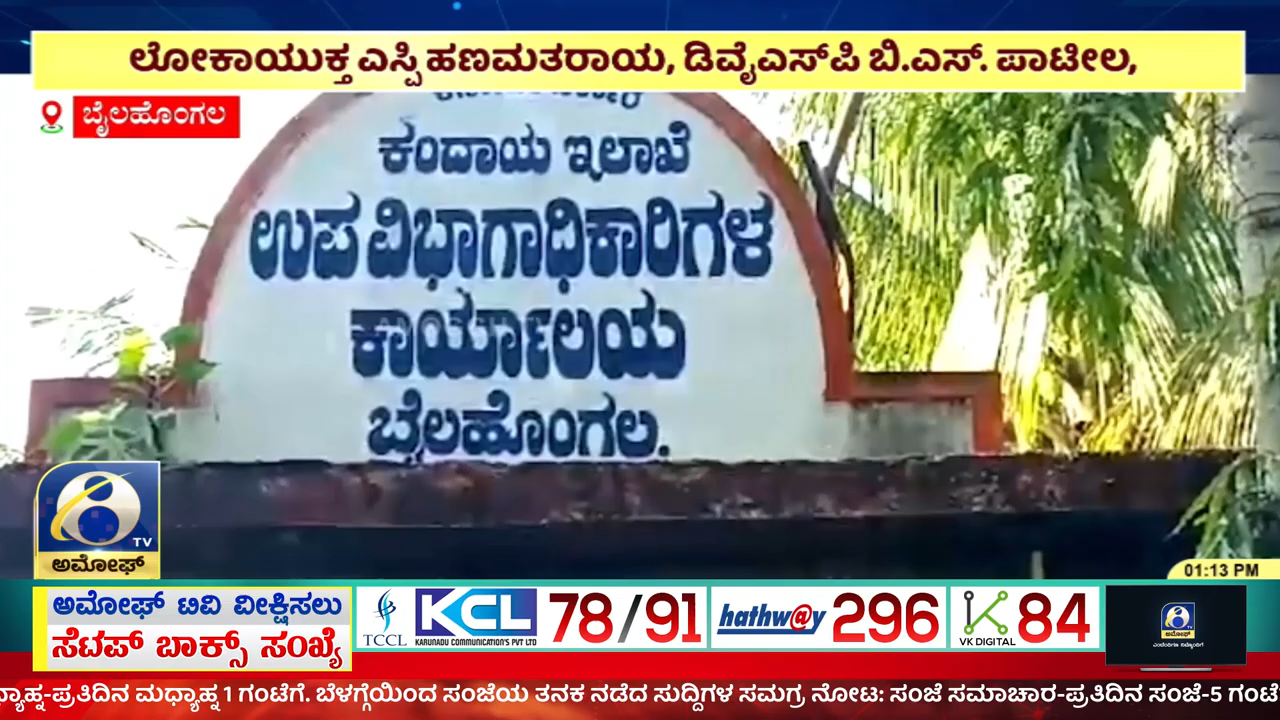 ಲೋಕಾಯುಕ್ತ ಎಸ್ಪಿ ಹಣಮತರಾಯ, ಡಿವೈಎಸ್‌ಪಿ ಬಿ.ಎಸ್. ಪಾಟೀಲ,
ಬೈಲಹೊಂಗಲ
ಕಂದಾಯ ಇಲಾಖೆ
ಉಪ ವಿಭಾಗಾಧಿಕಾರಿಗಳ
ಕಾರ್ಯಾಲಯ
ಬೈಲಹೊಂಗಲ.
TV
ಅಮೋಘ್
01:13 PM
ಅಮೋಘ್ ಟಿವಿ ವೀಕ್ಷಿಸಲು
ಸೆಟಪ್ ಬಾಕ್ಸ್ ಸಂಖ್ಯೆ
TCCL
KCL
KARUNADU COMMUNICATION'S PVT LTD
78/91
hathw@y
296
VK DIGITAL
84
ಅಮೋಘ್
ಪ್ರತಿದಿನ ಮಧ್ಯಾಹ್ನ 1 ಗಂಟೆಗೆ. ಬೆಳಗ್ಗೆಯಿಂದ ಸಂಜೆಯ ತನಕ ನಡೆದ ಸುದ್ದಿಗಳ ಸಮಗ್ರ ನೋಟ: ಸಂಜೆ ಸಮಾಚಾರ-ಪ್ರತಿದಿನ ಸಂಜೆ-5 ಗಂಟೆ